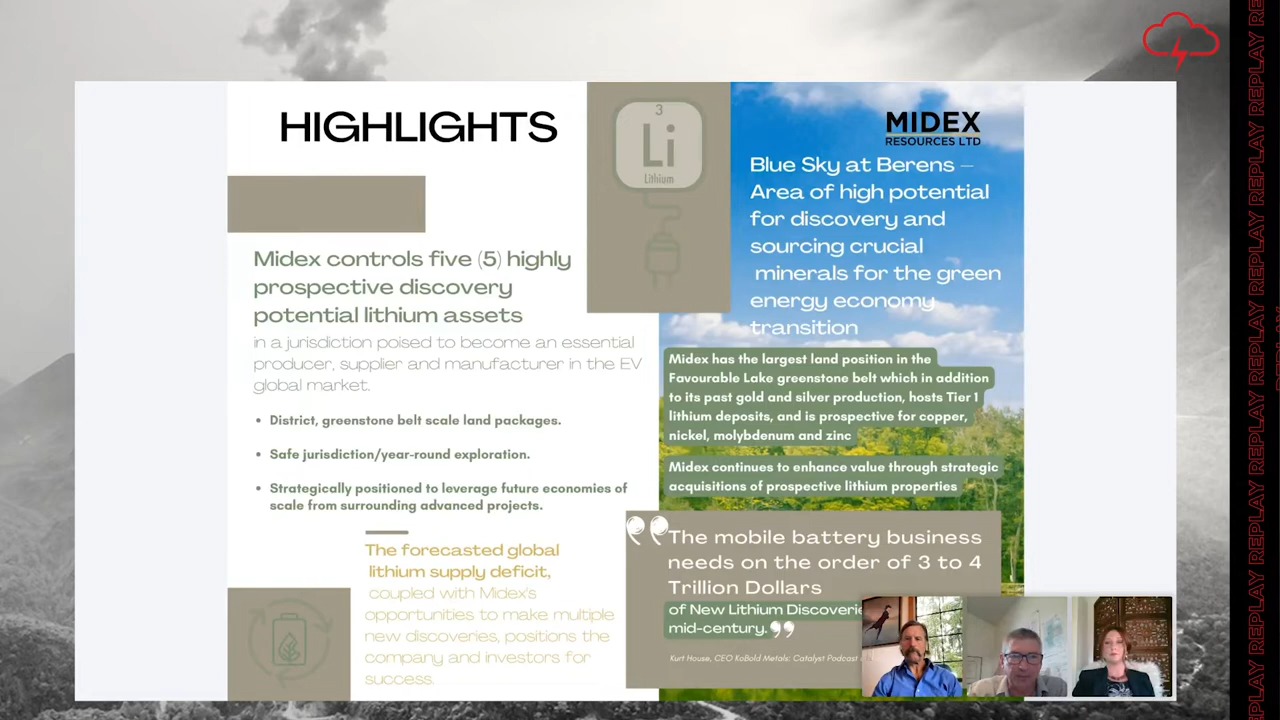 HIGHLIGHTS
Midex controls five (5) highly
prospective discovery
potential lithium assets
in a jurisdiction poised to become an essential
producer, supplier and manufacturer in the EV
global market.
• District, greenstone belt scale land packages.
• Safe jurisdiction/year-round exploration.
• Strategically positioned to leverage future economies of
scale from surrounding advanced projects.
The forecasted global
lithium supply deficit,
coupled with Midex's
opportunities to make multiple
new discoveries, positions the
company and investors for
success.
3
Li
Lithium
MIDEX
RESOURCES LTD
Blue Sky at Berens –
Area of high potential
for discovery and
sourcing crucial
minerals for the green
energy economy
transition
Midex has the largest land position in the
Favourable Lake greenstone belt which in addition
to its past gold and silver production, hosts Tier 1
lithium deposits, and is prospective for copper,
nickel, molybdenum and zinc
Midex continues to enhance value through strategic
acquisitions of prospective lithium properties
❞The mobile battery business
needs on the order of 3 to 4
Trillion Dollars
of New Lithium
mid-century.❞
Kurt House, CEO KoBold Metals: Catalyst Podcast
REPLAY REPLAY REPLAY REPLAY REPLAY REPLAY REPLAY REPLAY